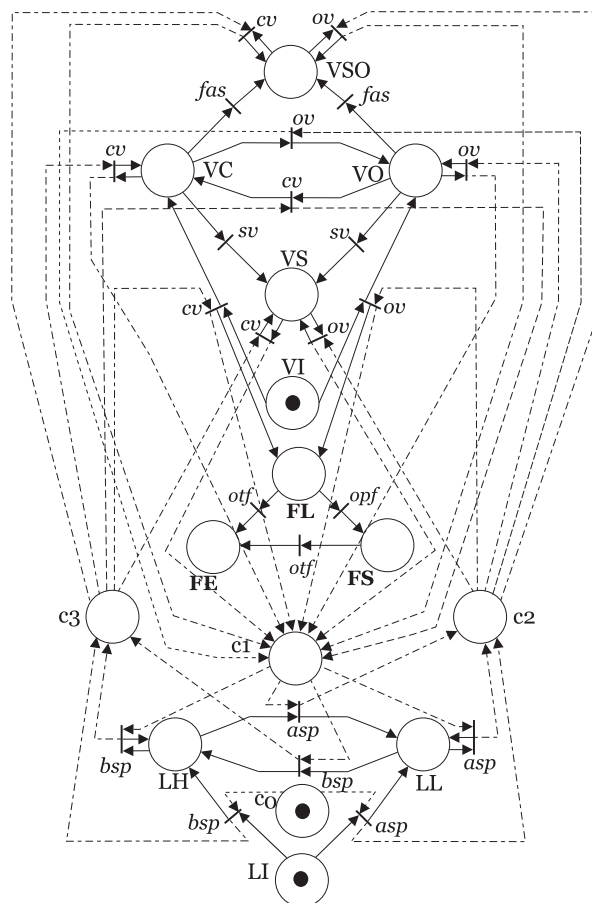 cv ov
VSO
fas fas
ov
cv ov
VC VO
cv
sv sv
VS
cv ov
cv ov
VI
otf opf
FL
otf
FE FS
c3 c2
c1
asp
bsp asp
LH bsp LL
c0
bsp asp
LI